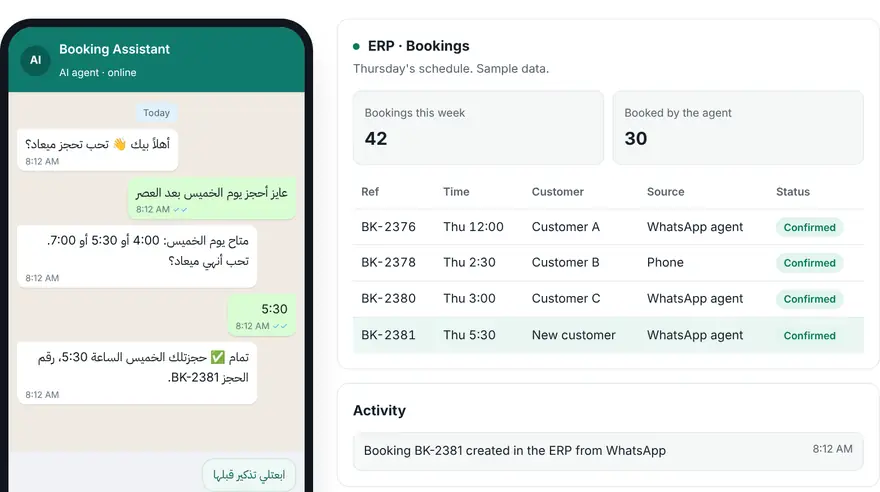 AI
Booking Assistant
AI agent · online
Today
أهلاً بيك 👋 تحب تحجز ميعاد؟
8:12 AM
عايز أحجز يوم الخميس بعد العصر
8:12 AM ✓✓
متاح يوم الخميس: 4:00 أو 5:30 أو 7:00.
تحب أنهي ميعاد؟
8:12 AM
5:30
8:12 AM ✓✓
تمام ✅ حجزتلك الخميس الساعة 5:30، رقم
الحجز BK-2381.
8:12 AM
ابعتلي تذكير قبلها
ERP · Bookings
Thursday's schedule. Sample data.
Bookings this week
42
Booked by the agent
30
Ref Time Customer Source Status
BK-2376 Thu 12:00 Customer A WhatsApp agent Confirmed
BK-2378 Thu 2:30 Customer B Phone Confirmed
BK-2380 Thu 3:00 Customer C WhatsApp agent Confirmed
BK-2381 Thu 5:30 New customer WhatsApp agent Confirmed
Activity
Booking BK-2381 created in the ERP from WhatsApp 8:12 AM